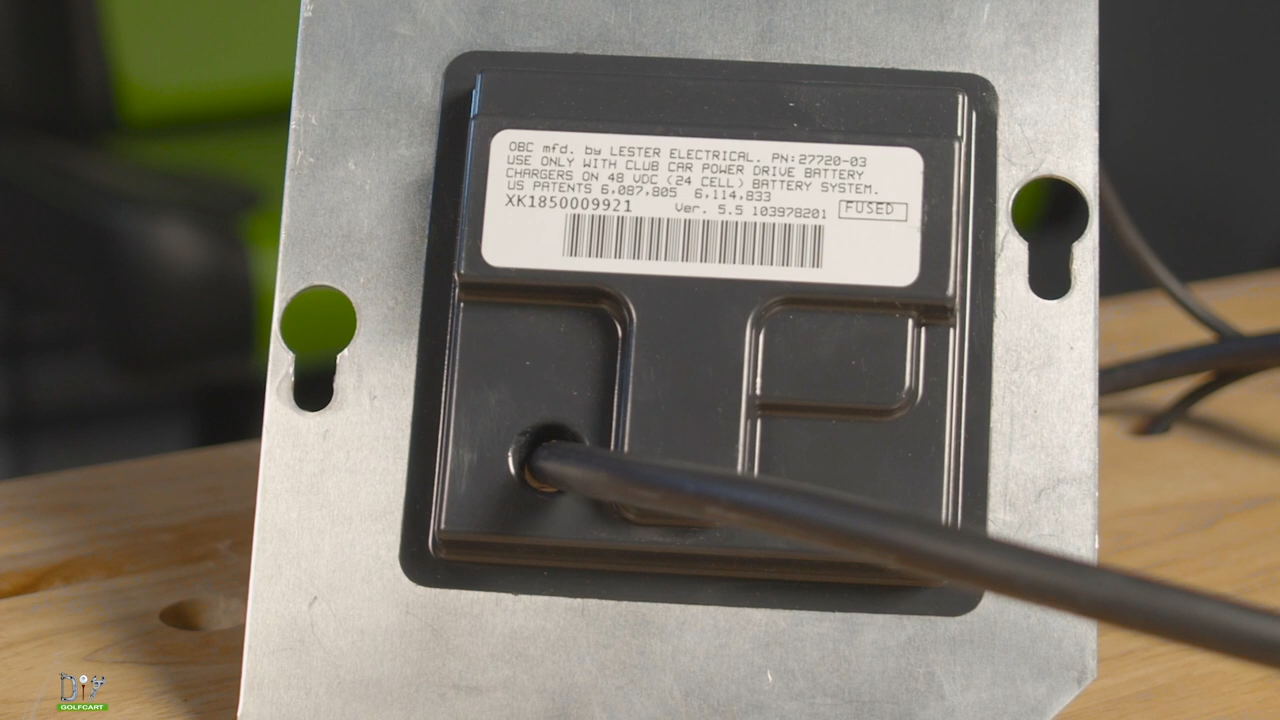 OBC mfd. by LESTER ELECTRICAL. PN:27720-03
USE ONLY WITH CLUB CAR POWER DRIVE BATTERY
CHARGERS ON 48 VDC (24 CELL) BATTERY SYSTEM.
US PATENTS 6,087,805 6,114,833
XK1850009921 Ver. 5.5 103978201 FUSED
DIY
GOLFCART